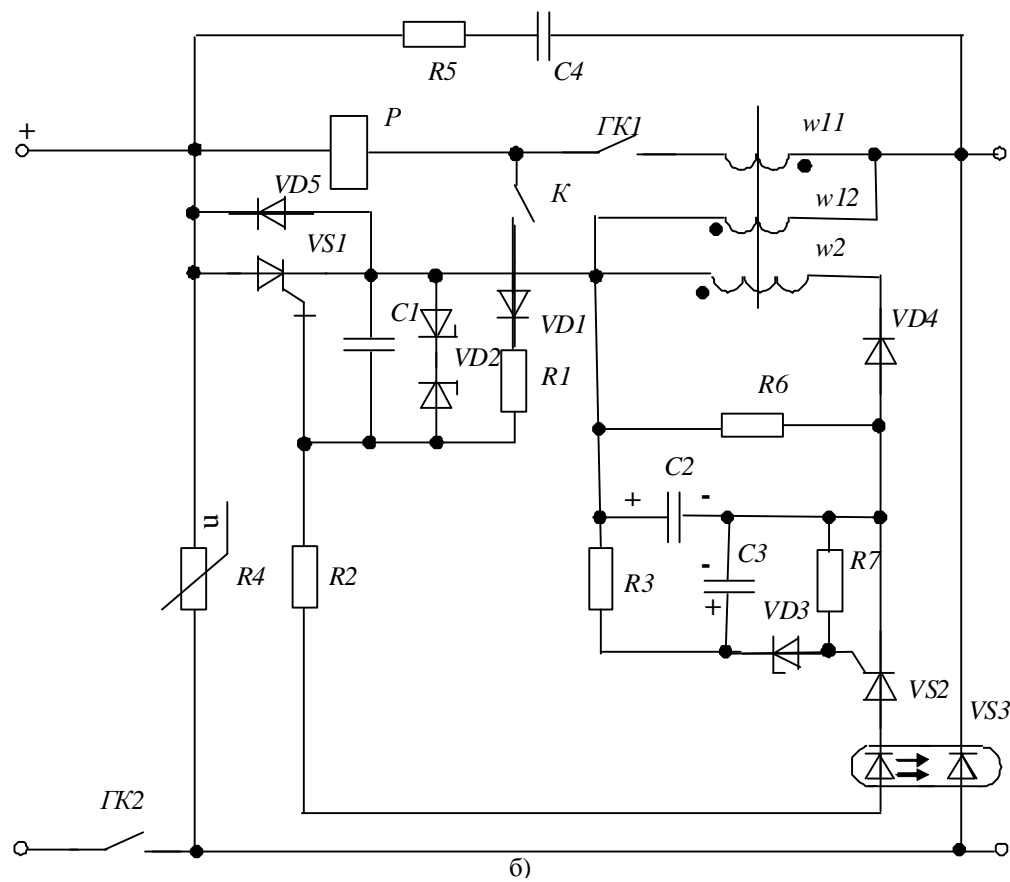 R5
C4
+
P
ГК1
w11
VD5
К
w12
VS1
w2
C1
VD1
VD4
VD2
R1
R6
C2
+
-
u
C3
-
R7
R4
R2
R3
+
VD3
VS2
VS3
ГК2
б)